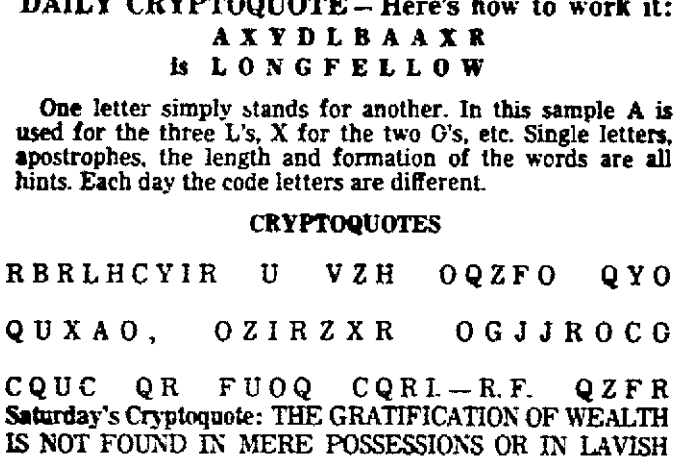 DAILY CRYPTOQUOTE – Here's how to work it:
A X Y D L B A A X R
is L O N G F E L L O W
One letter simply stands for another. In this sample A is
used for the three L's, X for the two O's, etc. Single letters,
apostrophes, the length and formation of the words are all
hints. Each day the code letters are different.
CRYPTOQUOTES
R B R L H C Y I R U V Z H O Q Z F O Q Y O
Q U X A O , O Z I R Z X R O G J J R O C O
C Q U C Q R F U O Q C Q R I. – R. F. Q Z F R
Saturday's Cryptoquote: THE GRATIFICATION OF WEALTH
IS NOT FOUND IN MERE POSSESSIONS OR IN LAVISH